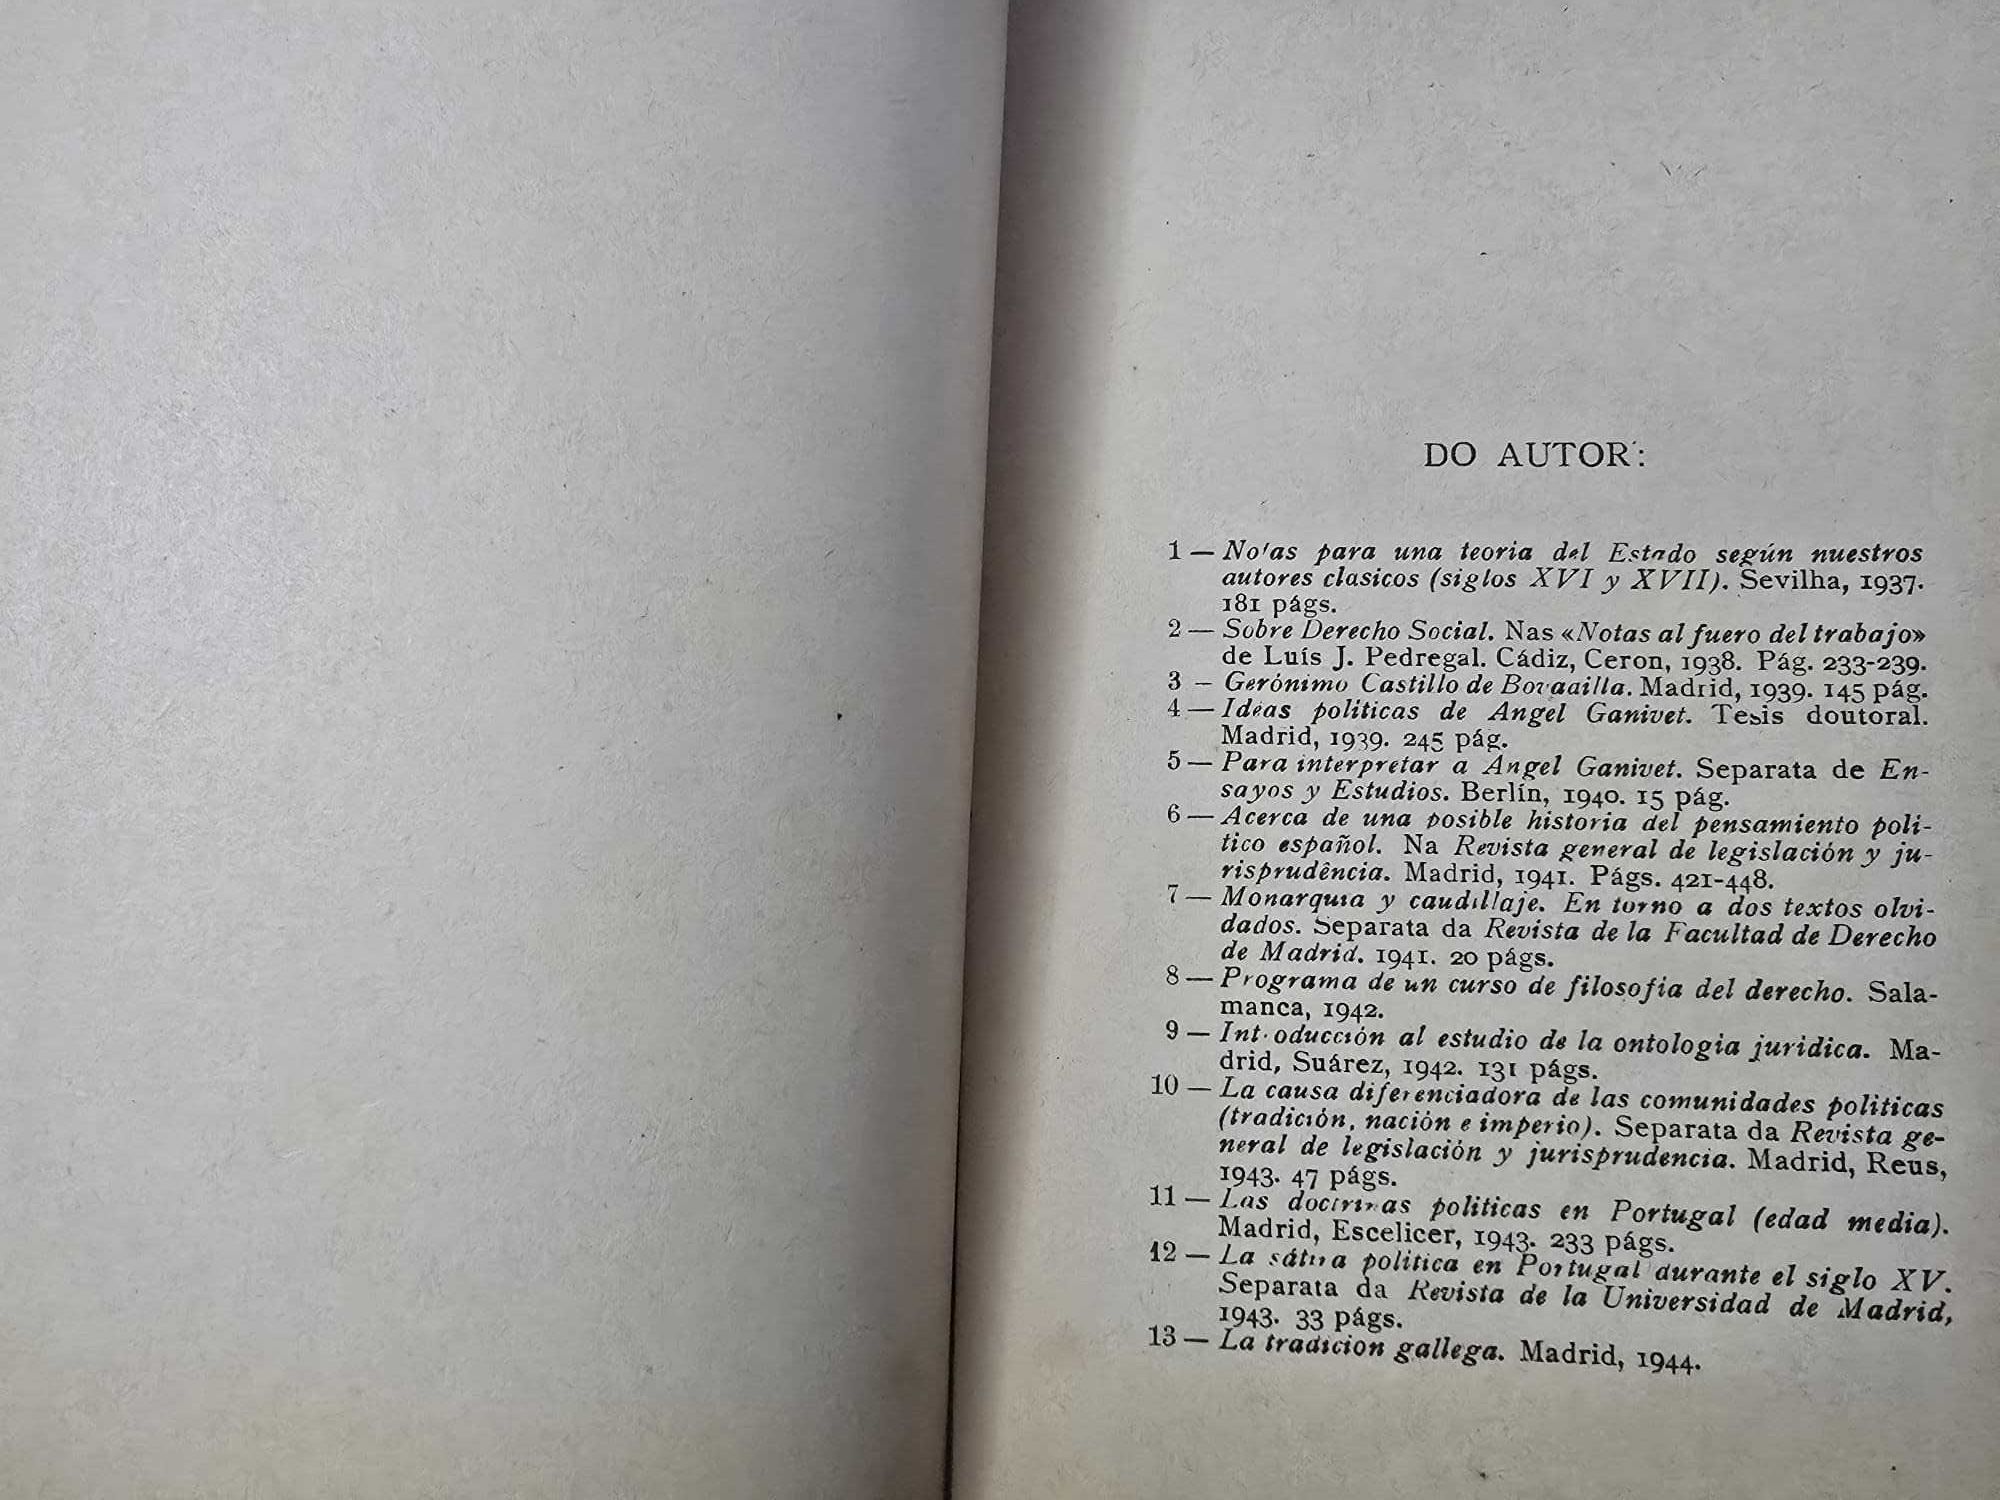 DO AUTOR:
1 — Notas para una teoria del Estado según nuestros
autores clasicos (siglos XVI y XVII). Sevilha, 1937.
181 págs.
2 — Sobre Derecho Social. Nas «Notas al fuero del trabajo»
de Luís J. Pedregal. Cádiz, Ceron, 1938. Pág. 233-239.
3 — Gerónimo Castillo de Bovadilla. Madrid, 1939. 145 pág.
4 — Ideas politicas de Angel Ganivet. Tesis doutoral.
Madrid, 1939. 245 pág.
5 — Para interpretar a Angel Ganivet. Separata de En-
sayos y Estudios. Berlín, 1940. 15 pág.
6 — Acerca de una posible historia del pensamiento poli-
tico español. Na Revista general de legislación y ju-
risprudência. Madrid, 1941. Págs. 421-448.
7 — Monarquia y caudillaje. En torno a dos textos olvi-
dados. Separata da Revista de la Facultad de Derecho
de Madrid. 1941. 20 págs.
8 — Programa de un curso de filosofia del derecho. Sala-
manca, 1942.
9 — Introducción al estudio de la ontologia juridica. Ma-
drid, Suárez, 1942. 131 págs.
10 — La causa diferenciadora de las comunidades politicas
(tradición, nación e imperio). Separata da Revista ge-
neral de legislación y jurisprudencia. Madrid, Reus,
1943. 47 págs.
11 — Las doctrinas politicas en Portugal (edad media).
Madrid, Escelicer, 1943. 233 págs.
12 — La sátira politica en Portugal durante el siglo XV.
Separata da Revista de la Universidad de Madrid,
1943. 33 págs.
13 — La tradicion gallega. Madrid, 1944.